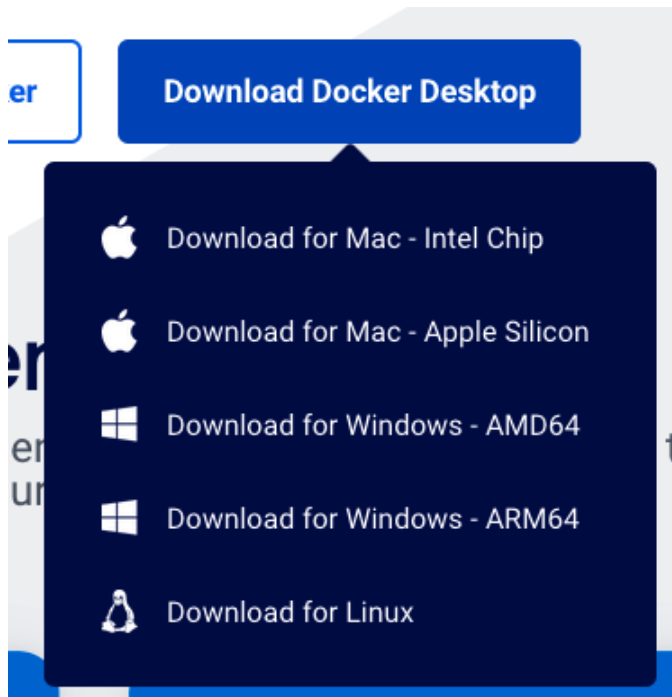 er
Download Docker Desktop
Download for Mac - Intel Chip
Download for Mac - Apple Silicon
Download for Windows - AMD64
Download for Windows - ARM64
Download for Linux